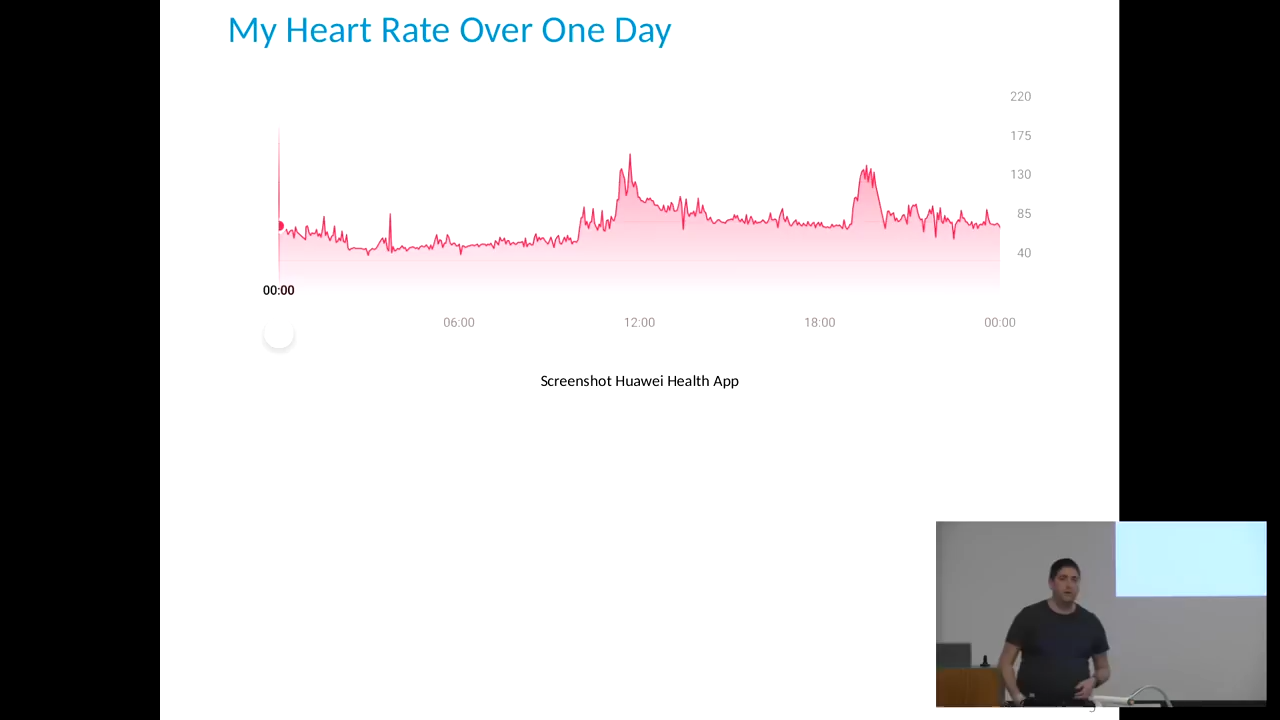 My Heart Rate Over One Day
220
175
130
85
40
00:00
06:00 12:00 18:00 00:00
Screenshot Huawei Health App